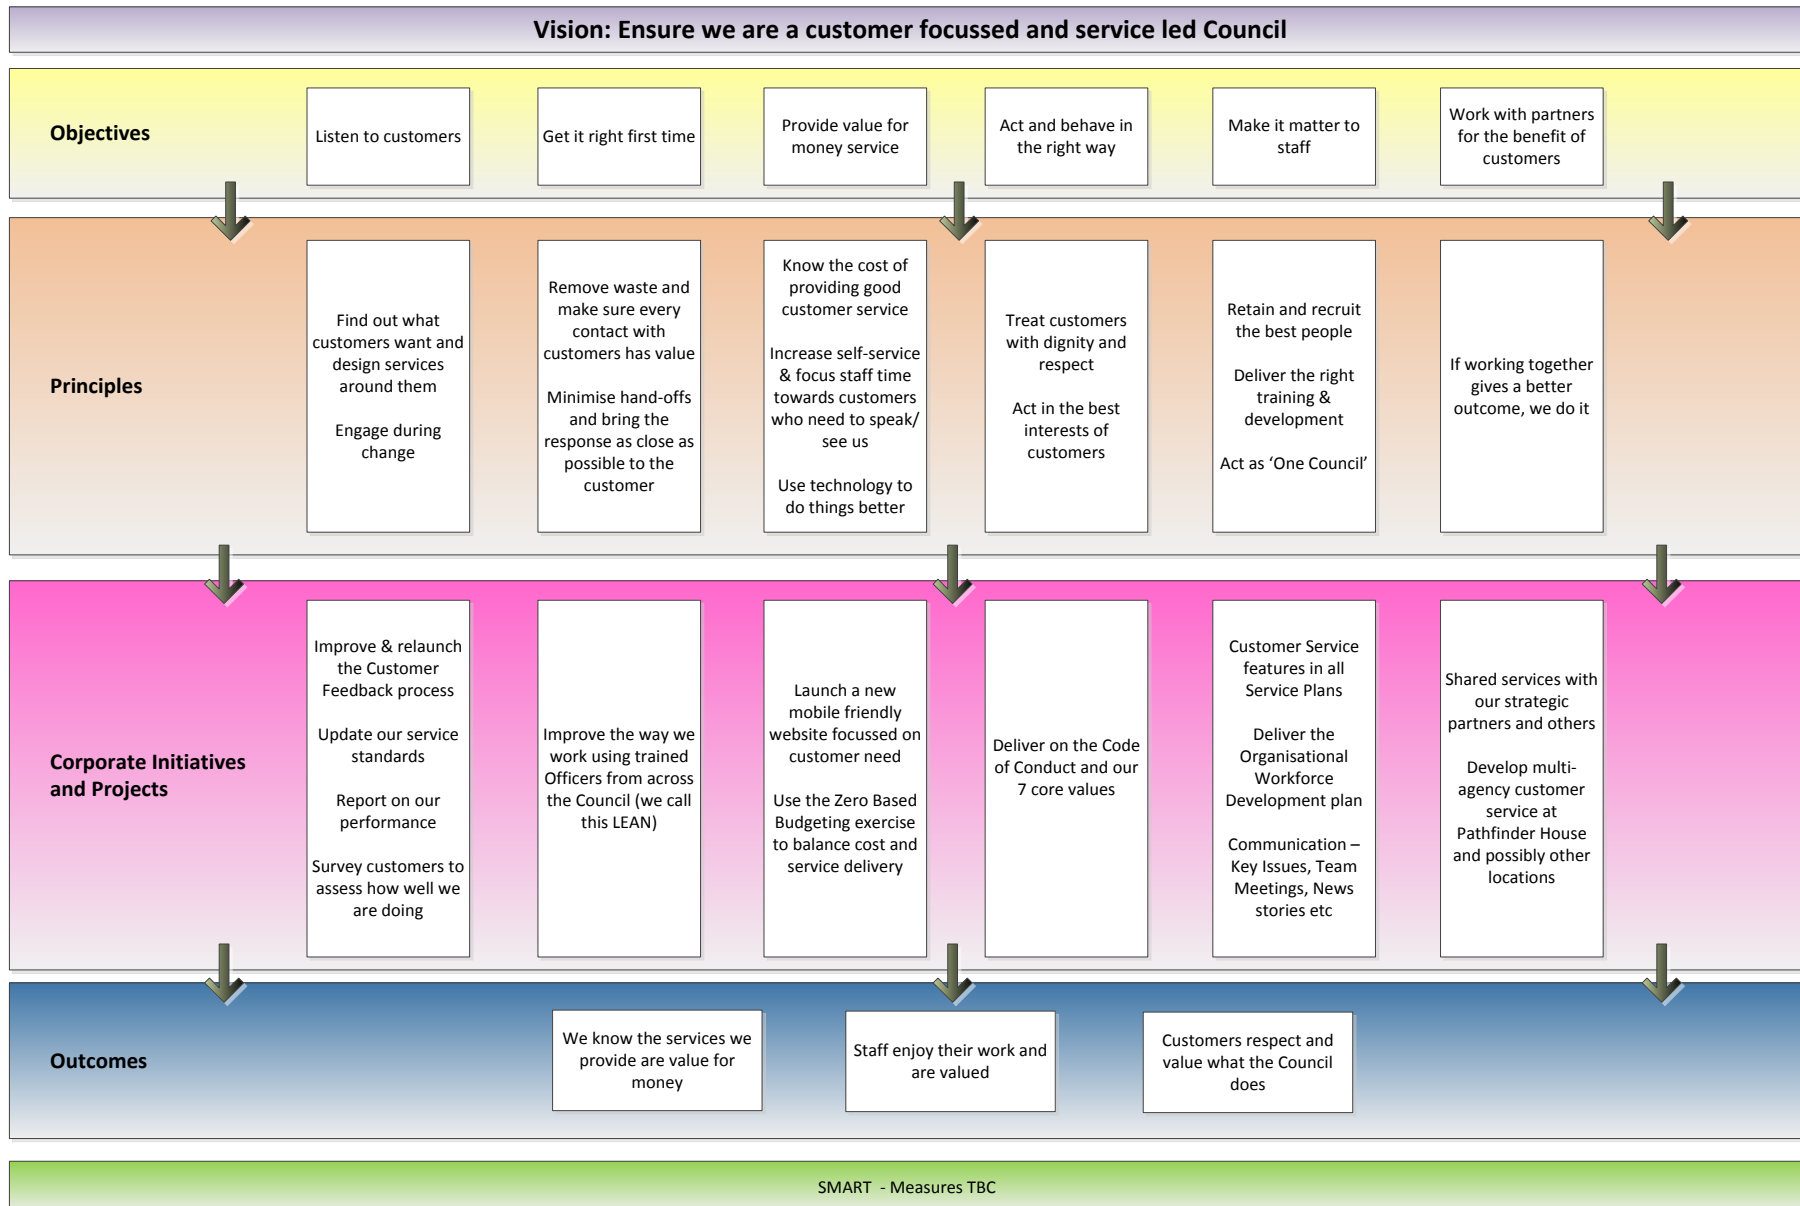 Vision: Ensure we are a customer focussed and service led Council
Objectives
Listen to customers
Get it right first time
Provide value for
money service
Act and behave in
the right way
Make it matter to
staff
Work with partners
for the benefit of
customers
Principles
Find out what
customers want and
design services
around them
Engage during
change
Remove waste and
make sure every
contact with
customers has value
Minimise hand-offs
and bring the
response as close as
possible to the
customer
Know the cost of
providing good
customer service
Increase self-service
& focus staff time
towards customers
who need to speak/
see us
Use technology to
do things better
Treat customers
with dignity and
respect
Act in the best
interests of
customers
Retain and recruit
the best people
Deliver the right
training &
development
Act as ‘One Council’
If working together
gives a better
outcome, we do it
Corporate Initiatives
and Projects
Improve & relaunch
the Customer
Feedback process
Update our service
standards
Report on our
performance
Survey customers to
assess how well we
are doing
Improve the way we
work using trained
Officers from across
the Council (we call
this LEAN)
Launch a new
mobile friendly
website focussed on
customer need
Use the Zero Based
Budgeting exercise
to balance cost and
service delivery
Deliver on the Code
of Conduct and our
7 core values
Customer Service
features in all
Service Plans
Deliver the
Organisational
Workforce
Development plan
Communication –
Key Issues, Team
Meetings, News
stories etc
Shared services with
our strategic
partners and others
Develop multi-
agency customer
service at
Pathfinder House
and possibly other
locations
Outcomes
We know the services we
provide are value for
money
Staff enjoy their work and
are valued
Customers respect and
value what the Council
does
SMART - Measures TBC